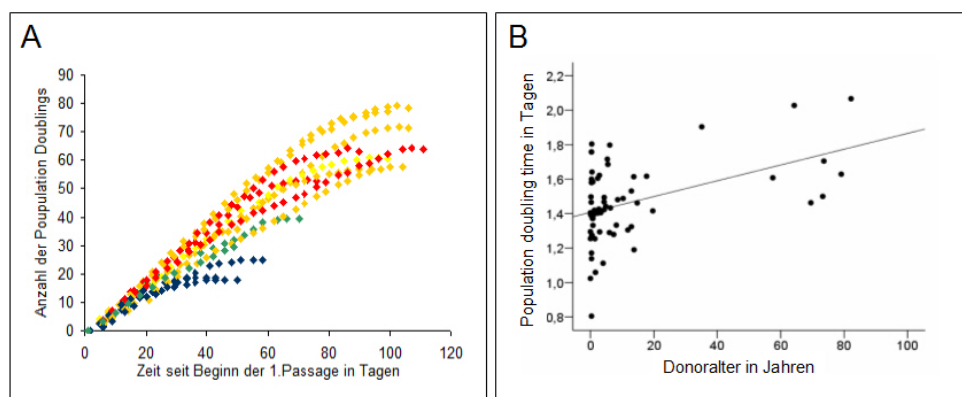 A
Anzahl der Poupulation Doublings
90
80
70
60
50
40
30
20
10
0
0 20 40 60 80 100 120
Zeit seit Beginn der 1.Passage in Tagen
B
Population doubling time in Tagen
2,2
2,0
1,8
1,6
1,4
1,2
1,0
0,8
0 20 40 60 80 100
Donoralter in Jahren